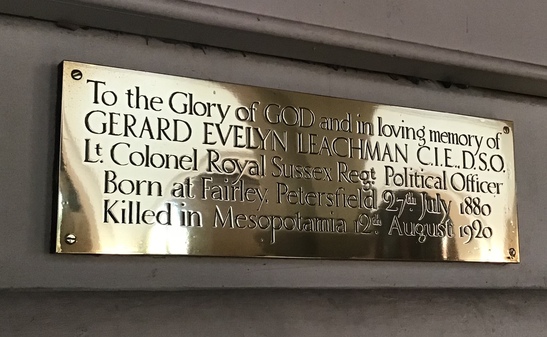 To the Glory of GOD and in loving memory of
GERARD EVELYN LEACHMAN C.I.E., D.S.O.
Lt. Colonel Royal Sussex Regt Political Officer
Born at Fairley, Petersfield 27th July 1880
Killed in Mesopotamia 12th August 1920